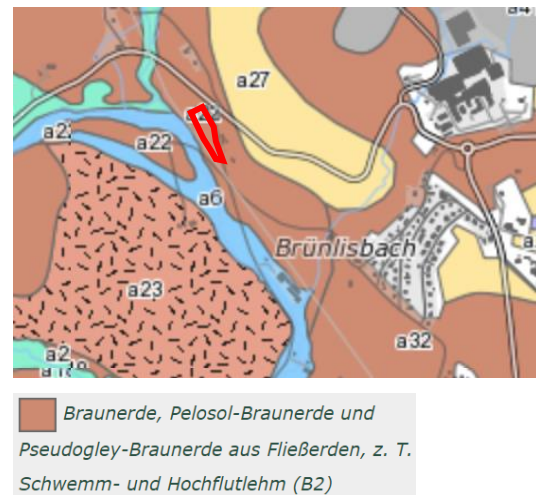 a4
a27
a2
a22
a6
Brünlisbach
a23
a32
a2
Braunerde, Pelosol-Braunerde und
Pseudogley-Braunerde aus Fließerden, z. T.
Schwemm- und Hochflutlehm (B2)